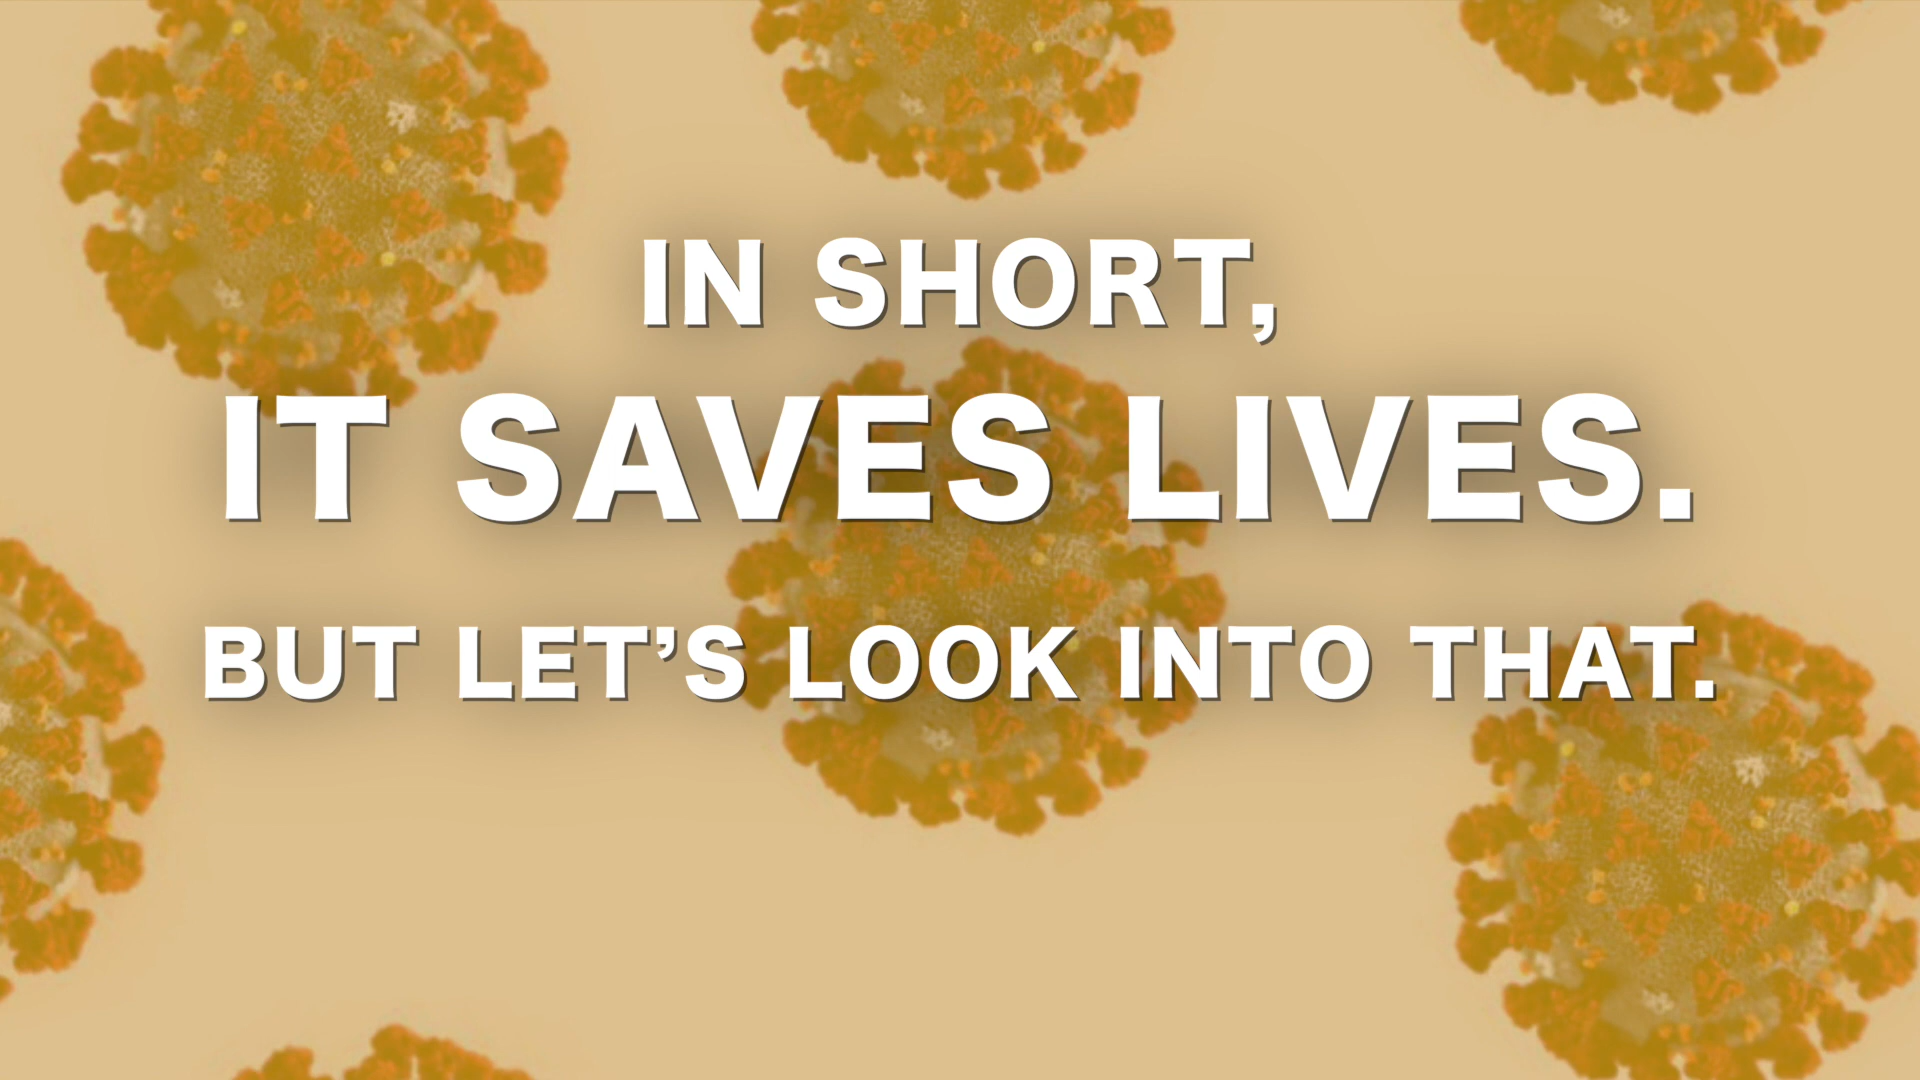 IN SHORT,
IT SAVES LIVES.
BUT LET’S LOOK INTO THAT.